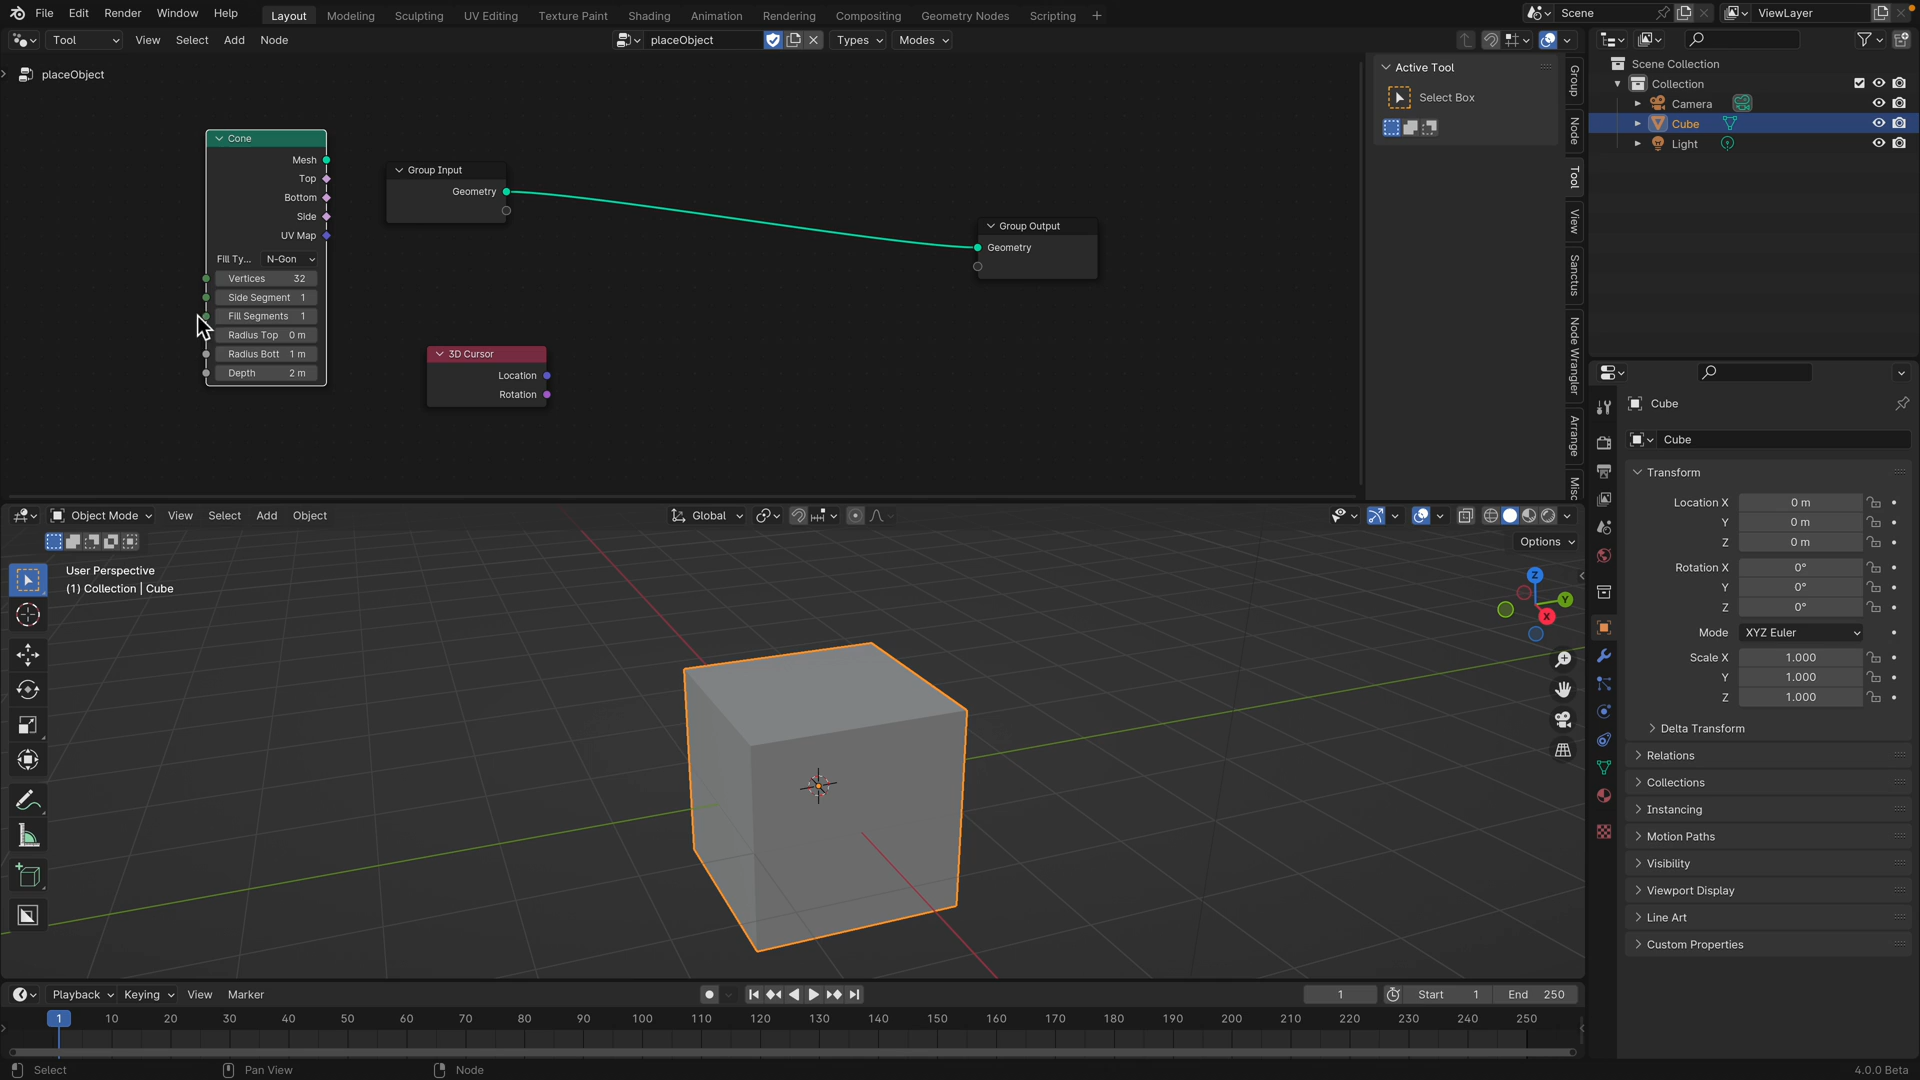 File Edit Render Window Help Layout Modeling Sculpting UV Editing Texture Paint Shading Animation Rendering Compositing Geometry Nodes Scripting + Scene ViewLayer
Tool View Select Add Node placeObject Types Modes
placeObject
Active Tool
Select Box
Group
Node
Tool
View
Sanctus
Node Wrangler
Arrange
Misc
Cone
Mesh
Top
Bottom
Side
UV Map
Fill Ty... N-Gon
Vertices 32
Side Segment 1
Fill Segments 1
Radius Top 0 m
Radius Bott 1 m
Depth 2 m
Group Input
Geometry
3D Cursor
Location
Rotation
Group Output
Geometry
Scene Collection
Collection
Camera
Cube
Light
Object Mode View Select Add Object Global
Options
User Perspective
(1) Collection | Cube
Z
Y
X
Cube
Cube
Transform
Location X 0 m
Y 0 m
Z 0 m
Rotation X 0°
Y 0°
Z 0°
Mode XYZ Euler
Scale X 1.000
Y 1.000
Z 1.000
Delta Transform
Relations
Collections
Instancing
Motion Paths
Visibility
Viewport Display
Line Art
Custom Properties
Playback Keying View Marker 1 Start 1 End 250
1 10 20 30 40 50 60 70 80 90 100 110 120 130 140 150 160 170 180 190 200 210 220 230 240 250
Select Pan View Node 4.0.0 Beta